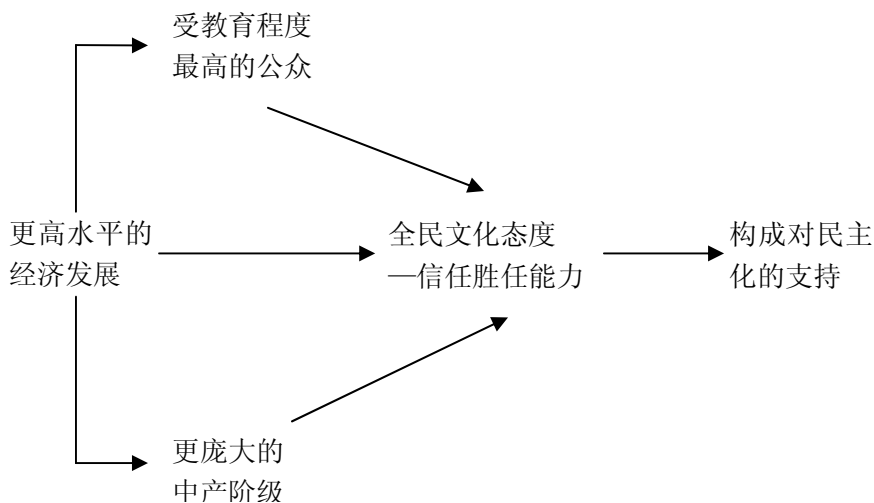 受教育程度
最高的公众
更高水平的
经济发展
全民文化态度
—信任胜任能力
构成对民主
化的支持
更庞大的
中产阶级